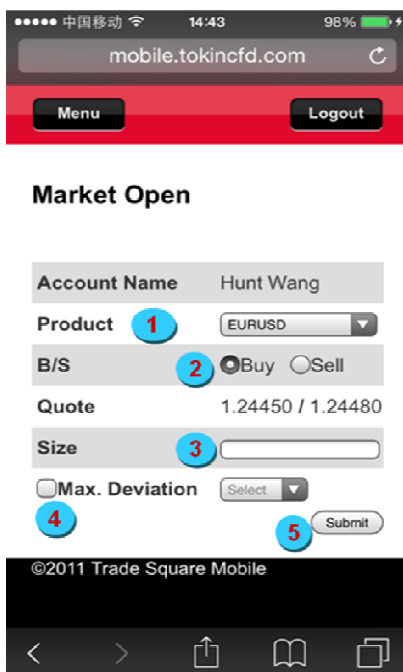 中国移动 14:43 98%
mobile.tokincfd.com
Menu Logout
Market Open
Account Name Hunt Wang
Product 1 EURUSD
B/S 2 Buy Sell
Quote 1.24450 / 1.24480
Size 3
Max. Deviation Select
4 5 Submit
©2011 Trade Square Mobile